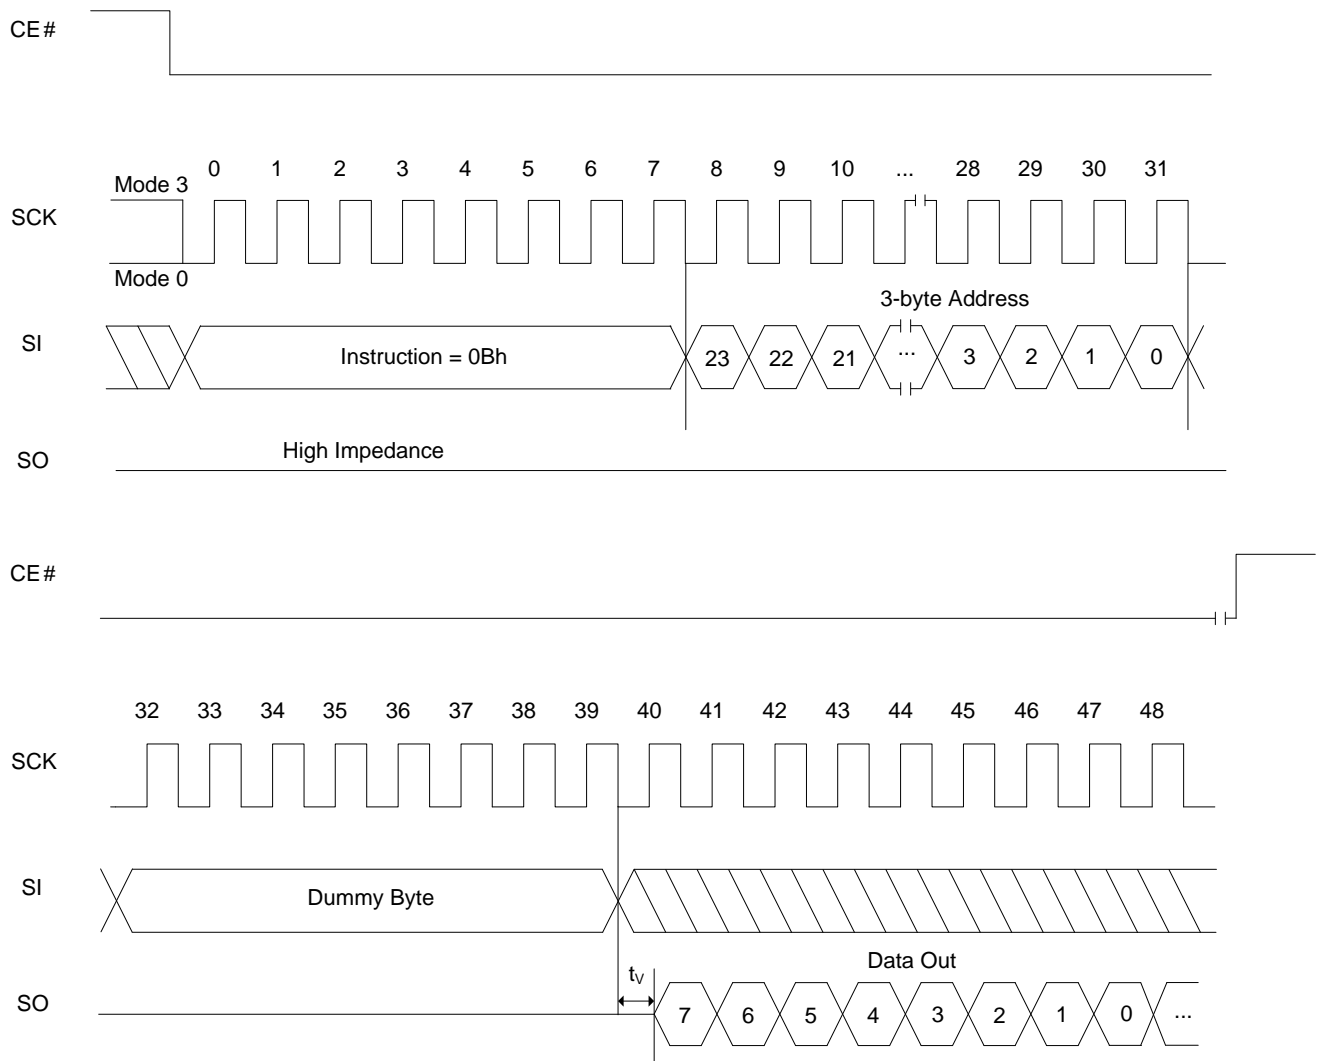 CE#
0 1 2 3 4 5 6 7 8 9 10 ... 28 29 30 31
Mode 3
SCK
Mode 0
3-byte Address
SI
Instruction = 0Bh
23 22 21 ... 3 2 1 0
High Impedance
SO
CE#
32 33 34 35 36 37 38 39 40 41 42 43 44 45 46 47 48
SCK
SI
Dummy Byte
Data Out
tV
SO
7 6 5 4 3 2 1 0 ...